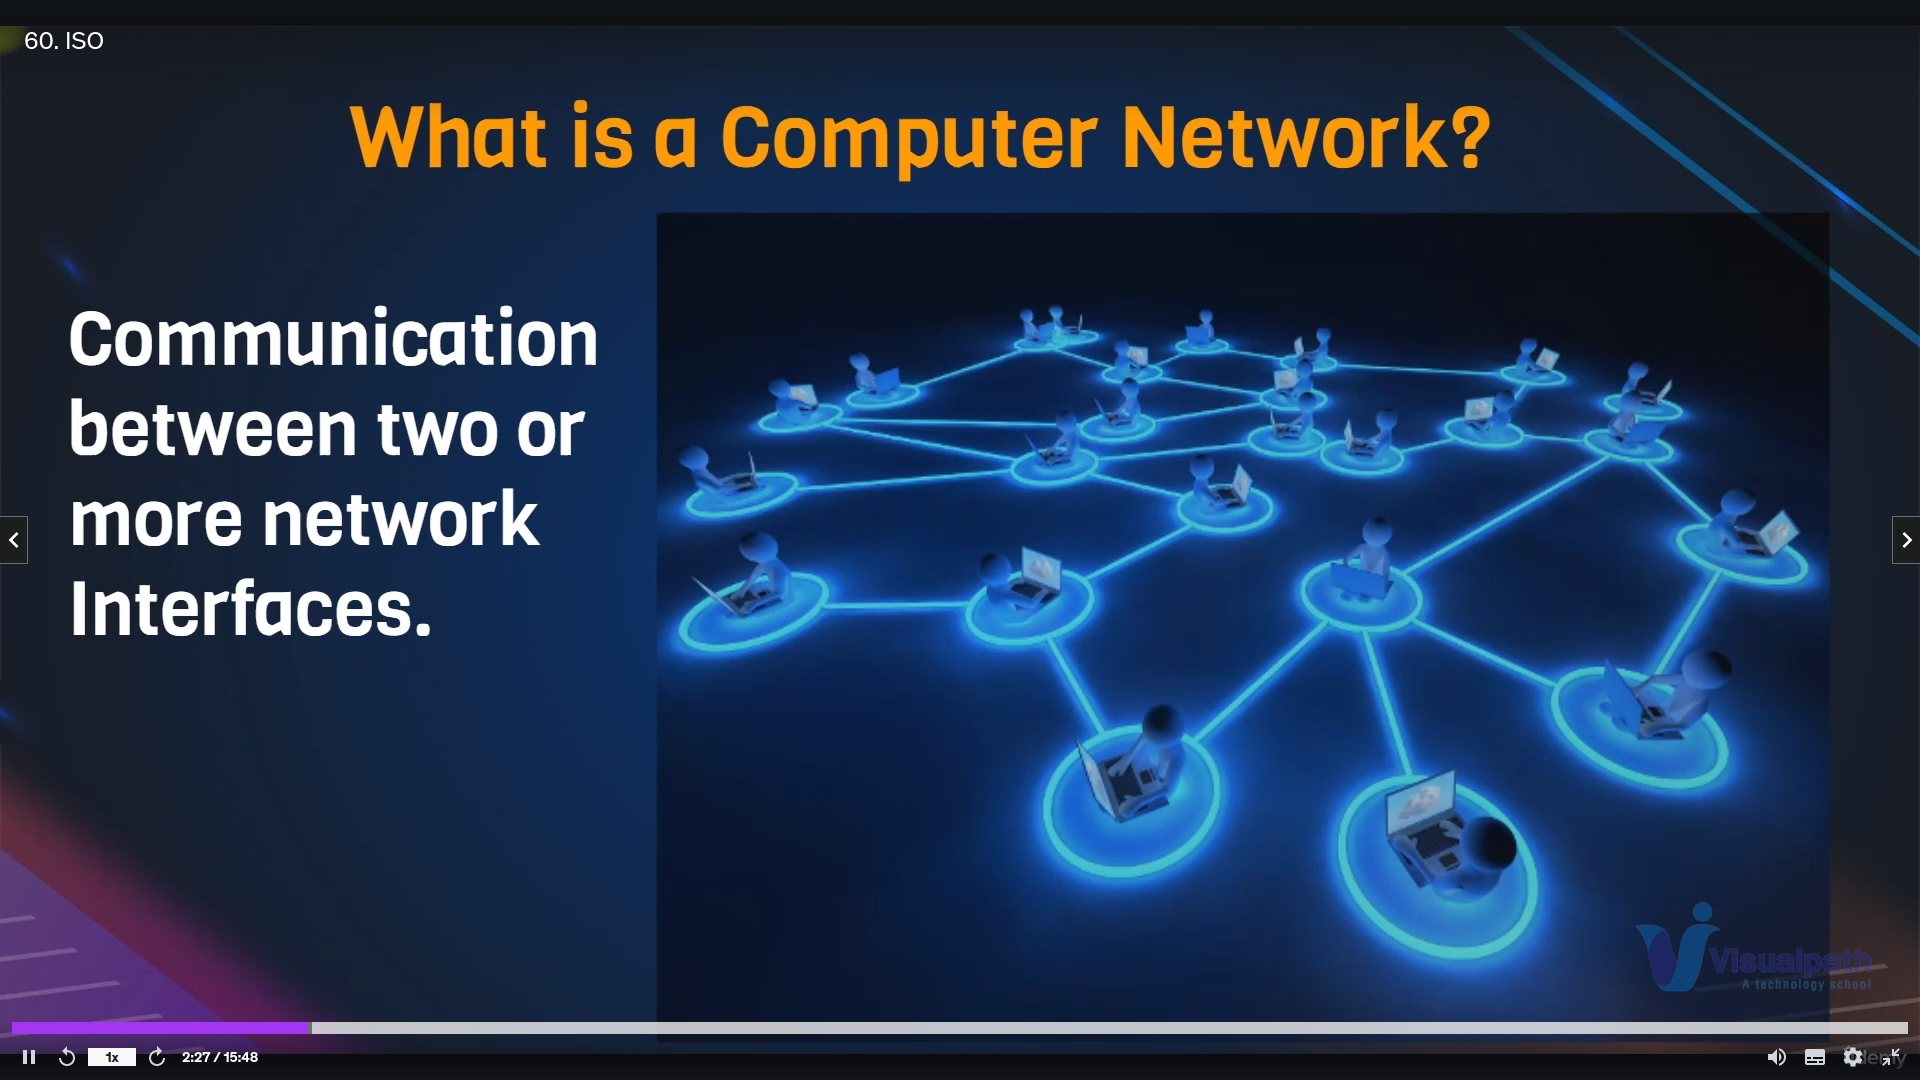 60. ISO
What is a Computer Network?
Communication
between two or
more network
Interfaces.
Visualpath
A technology school
1x
2:27 / 15:48